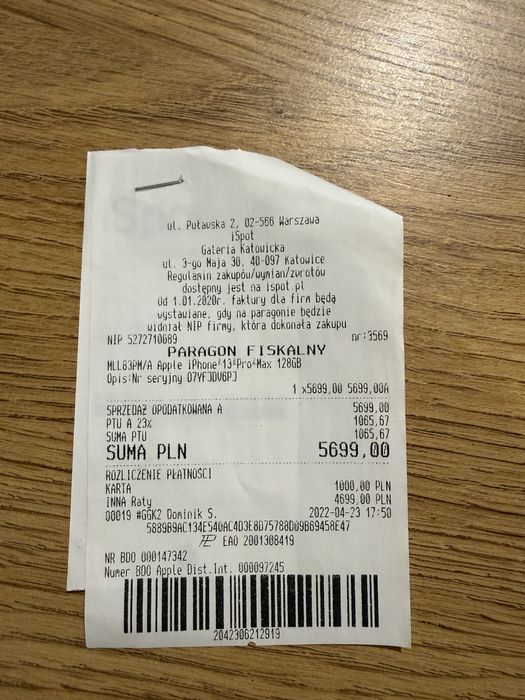 ul. Puławska 2, 02-566 Warszawa
iSpot
Galeria Katowicka
ul. 3-go Maja 30, 40-097 Katowice
Regulamin zakupów/wymian/zwrotów
dostępny jest na ispot.pl
Od 1.01.2020r. faktury dla firm będą
wystawiane, gdy na paragonie będzie
widniał NIP firmy, która dokonała zakupu
NIP 5272710089 nr:3569
PARAGON FISKALNY
MLL83PM/A Apple iPhone 13 Pro Max 128GB
Opis:Nr seryjny D7YFJDV6PJ
1 x5699,00 5699,00A
SPRZEDAŻ OPODATKOWANA A 5699,00
PTU A 23% 1065,67
SUMA PTU 1065,67
SUMA PLN 5699,00
ROZLICZENIE PŁATNOŚCI
KARTA 1000,00 PLN
INNA Raty 4699,00 PLN
00019 #GGK2 Dominik S. 2022-04-23 17:50
5889B9AC134E540AC4D3E8D75788D09B69458E47
EAO 2001308419
NR BDO 000147342
Numer BDO Apple Dist.Int. 000097245
2042306212919